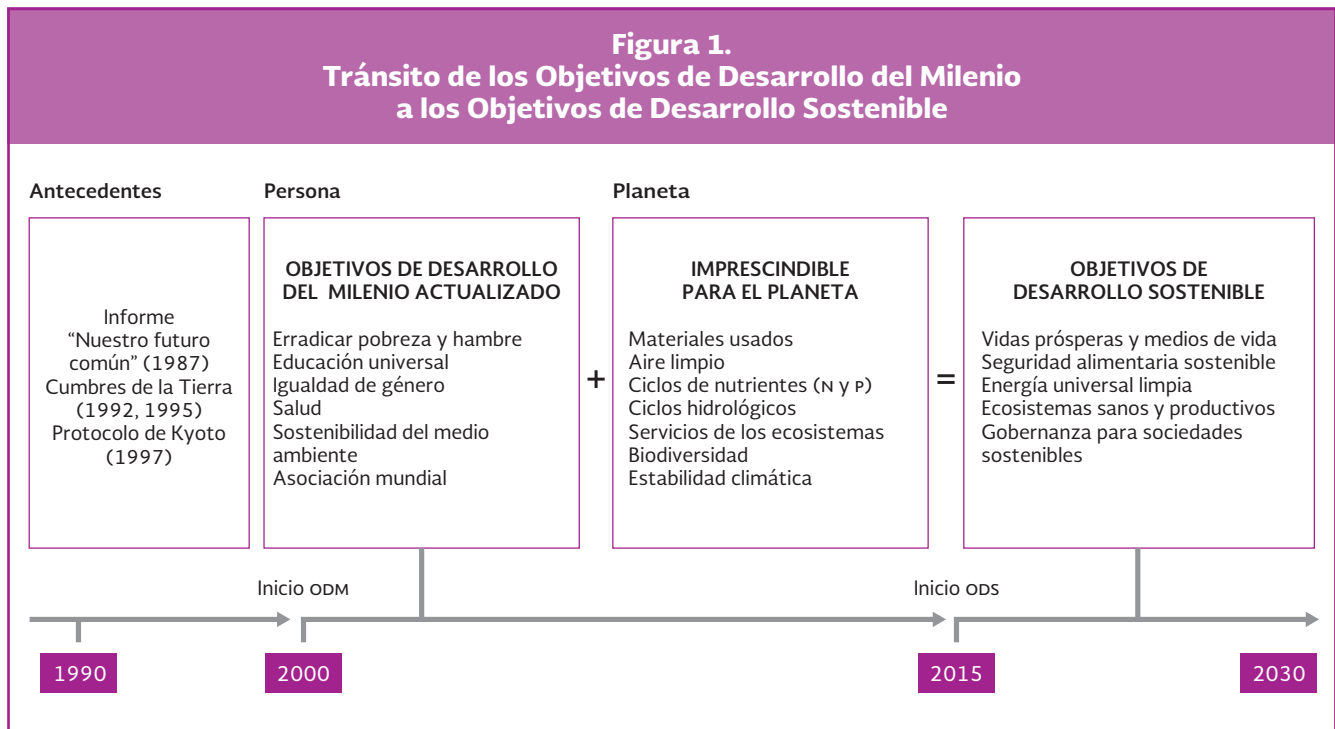 Figura 1.
Tránsito de los Objetivos de Desarrollo del Milenio
a los Objetivos de Desarrollo Sostenible
Antecedentes
Informe
“Nuestro futuro
común” (1987)
Cumbres de la Tierra
(1992, 1995)
Protocolo de Kyoto
(1997)
Persona
OBJETIVOS DE DESARROLLO
DEL MILENIO ACTUALIZADO
Erradicar pobreza y hambre
Educación universal
Igualdad de género
Salud
Sostenibilidad del medio
ambiente
Asociación mundial
+
Planeta
IMPRESCINDIBLE
PARA EL PLANETA
Materiales usados
Aire limpio
Ciclos de nutrientes (N y P)
Ciclos hidrológicos
Servicios de los ecosistemas
Biodiversidad
Estabilidad climática
=
OBJETIVOS DE
DESARROLLO SOSTENIBLE
Vidas prósperas y medios de vida
Seguridad alimentaria sostenible
Energía universal limpia
Ecosistemas sanos y productivos
Gobernanza para sociedades
sostenibles
Inicio ODM
Inicio ODS
1990
2000
2015
2030